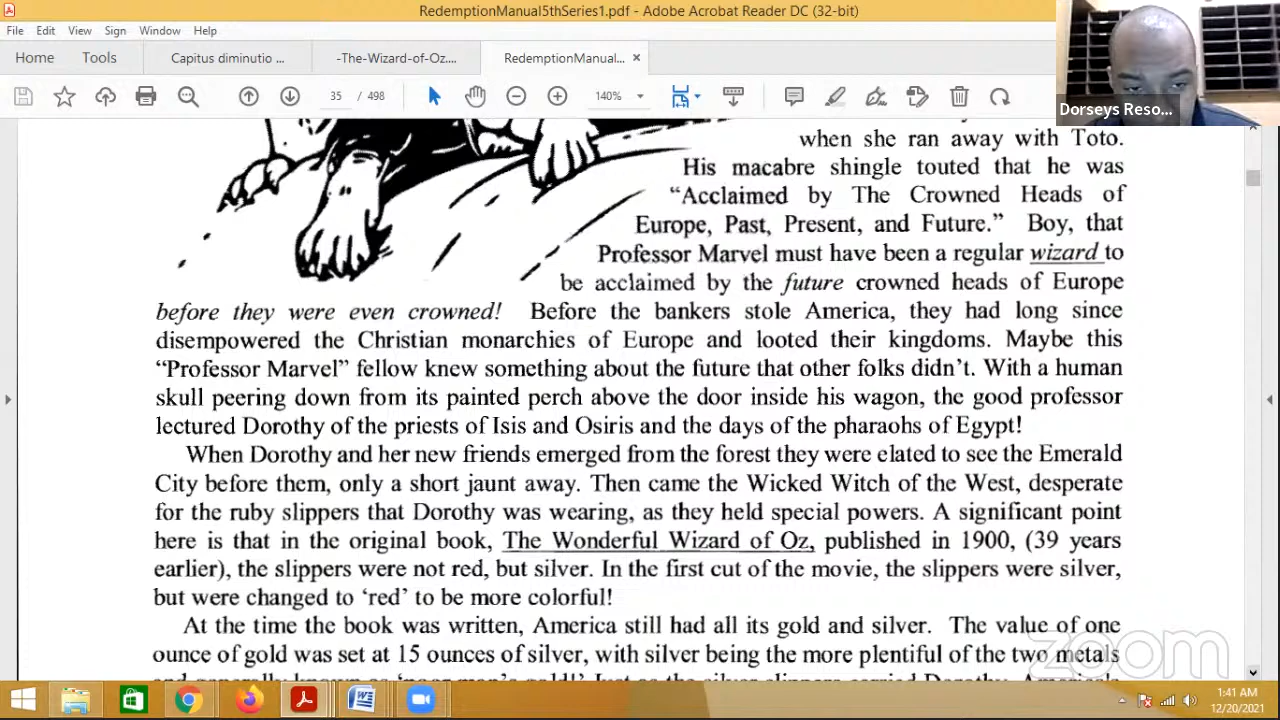 RedemptionManual5thSeries1.pdf - Adobe Acrobat Reader DC (32-bit)
File Edit View Sign Window Help
Home Tools Capitus diminutio ... -The-Wizard-of-Oz.... RedemptionManual... ×
35 / 498 140%
Dorseys Reso...
when she ran away with Toto.
His macabre shingle touted that he was
“Acclaimed by The Crowned Heads of
Europe, Past, Present, and Future.” Boy, that
Professor Marvel must have been a regular wizard to
be acclaimed by the future crowned heads of Europe
before they were even crowned! Before the bankers stole America, they had long since
disempowered the Christian monarchies of Europe and looted their kingdoms. Maybe this
“Professor Marvel” fellow knew something about the future that other folks didn’t. With a human
skull peering down from its painted perch above the door inside his wagon, the good professor
lectured Dorothy of the priests of Isis and Osiris and the days of the pharaohs of Egypt!
When Dorothy and her new friends emerged from the forest they were elated to see the Emerald
City before them, only a short jaunt away. Then came the Wicked Witch of the West, desperate
for the ruby slippers that Dorothy was wearing, as they held special powers. A significant point
here is that in the original book, The Wonderful Wizard of Oz, published in 1900, (39 years
earlier), the slippers were not red, but silver. In the first cut of the movie, the slippers were silver,
but were changed to ‘red’ to be more colorful!
At the time the book was written, America still had all its gold and silver. The value of one
ounce of gold was set at 15 ounces of silver, with silver being the more plentiful of the two metals
zoom
1:41 AM
12/20/2021